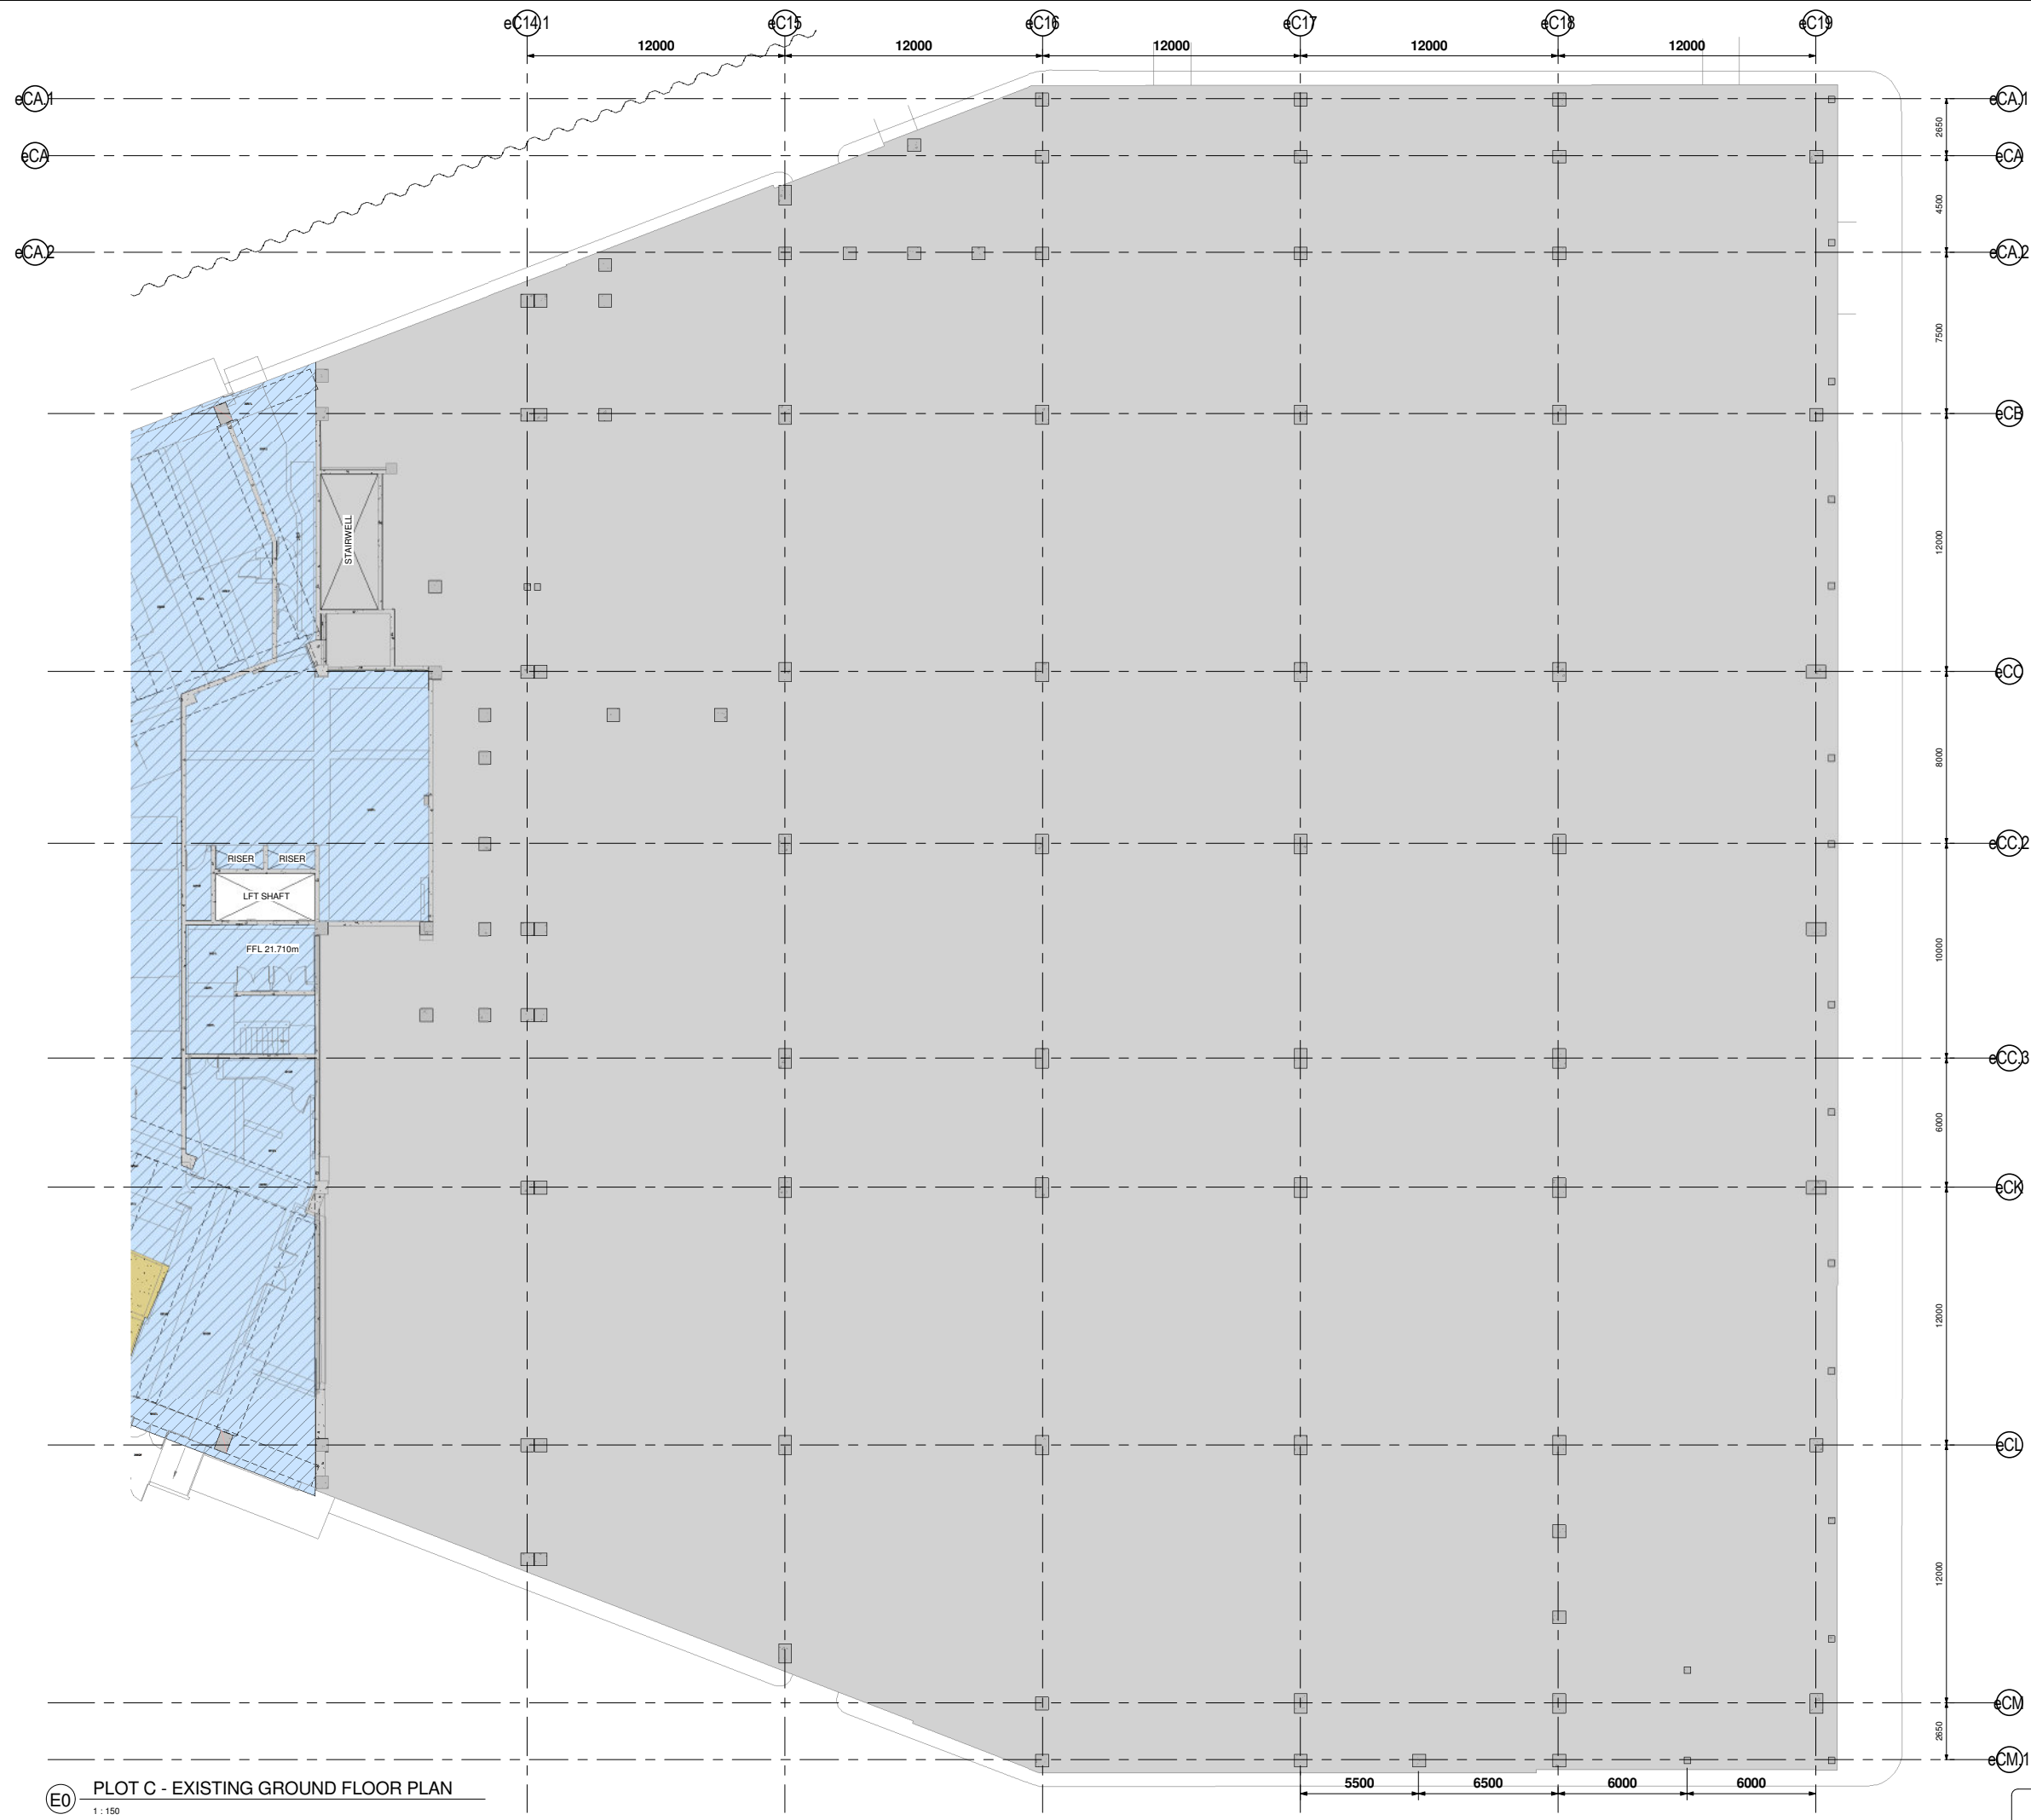 eC14.1 eC15 eC16 eC17 eC18 eC19
12000 12000 12000 12000 12000
eCA.1 eCA.1
2650
eCA eCA
4500
eCA.2 eCA.2
7500
eCB
STAIRWELL
12000
eCC
8000
eCC.2
RISER RISER
LIFT SHAFT
FFL 21.710m
10000
eCC.3
6000
eCK
12000
eCL
12000
eCM
2650
eCM.1
5500 6500 6000 6000
E0 PLOT C - EXISTING GROUND FLOOR PLAN
1 : 150